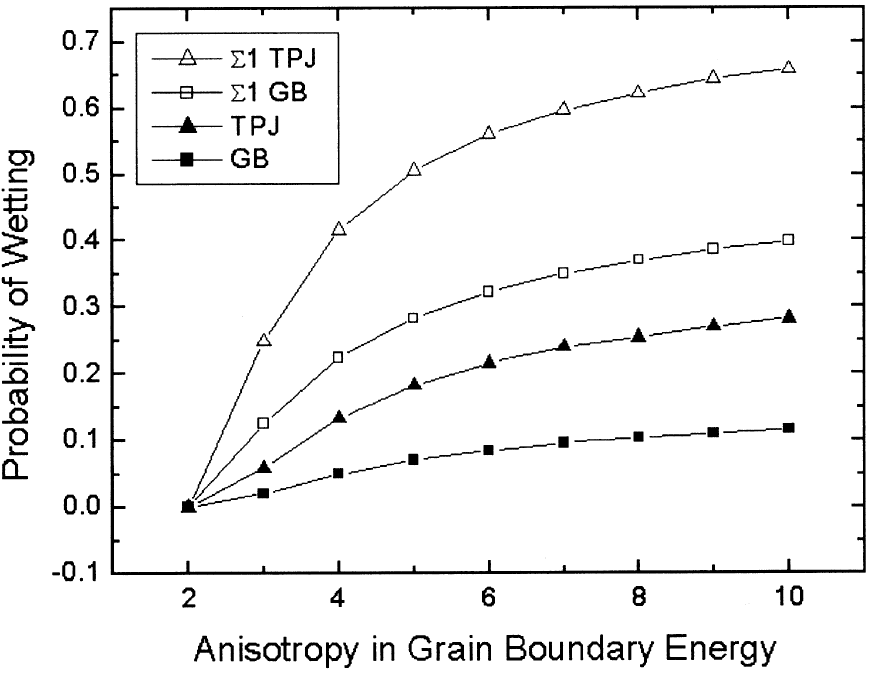 Σ1 TPJ
Σ1 GB
TPJ
GB
Probability of Wetting
0.7
0.6
0.5
0.4
0.3
0.2
0.1
0.0
-0.1
2 4 6 8 10
Anisotropy in Grain Boundary Energy